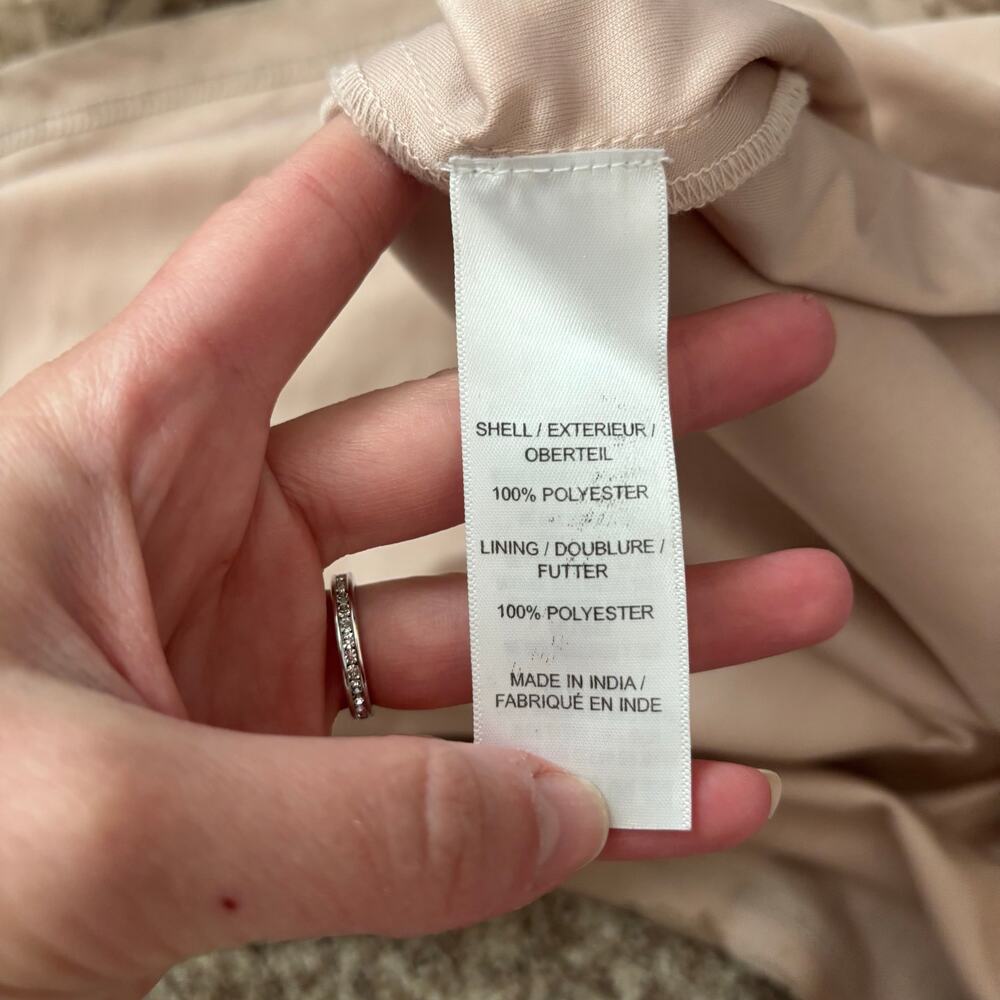 SHELL / EXTERIEUR /
OBERTEIL
100% POLYESTER
LINING / DOUBLURE /
FUTTER
100% POLYESTER
MADE IN INDIA /
FABRIQUÉ EN INDE